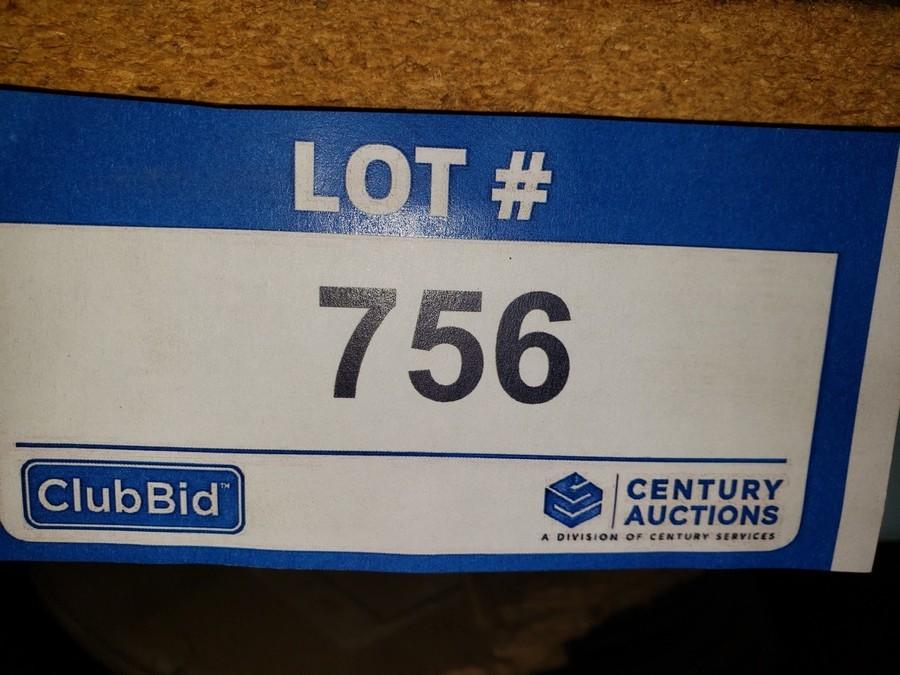 LOT #
756
ClubBid™
CENTURY
AUCTIONS
A DIVISION OF CENTURY SERVICES